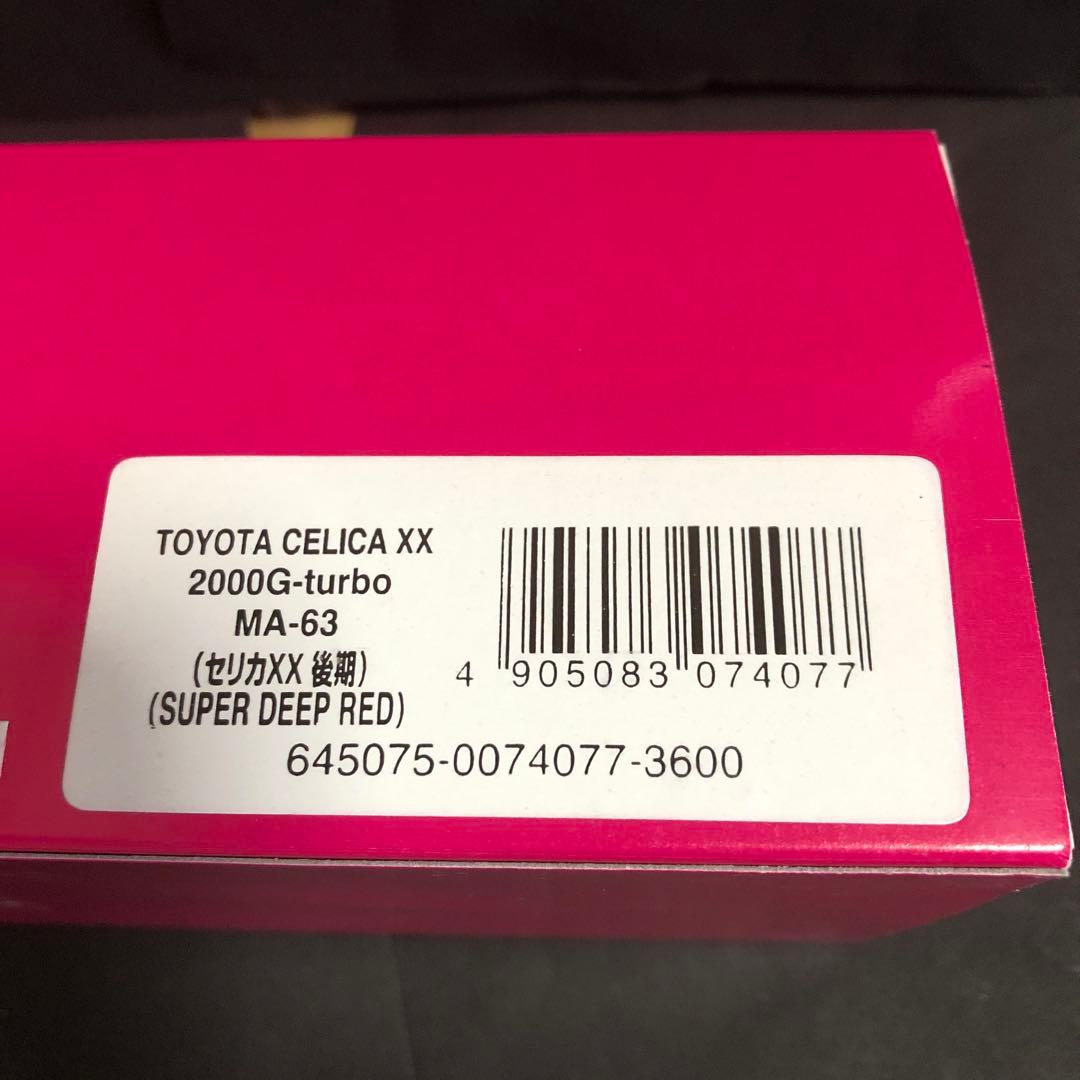 TOYOTA CELICA XX
2000G-turbo
MA-63
(セリカXX 後期)
(SUPER DEEP RED)
4 905083 074077
645075-0074077-3600